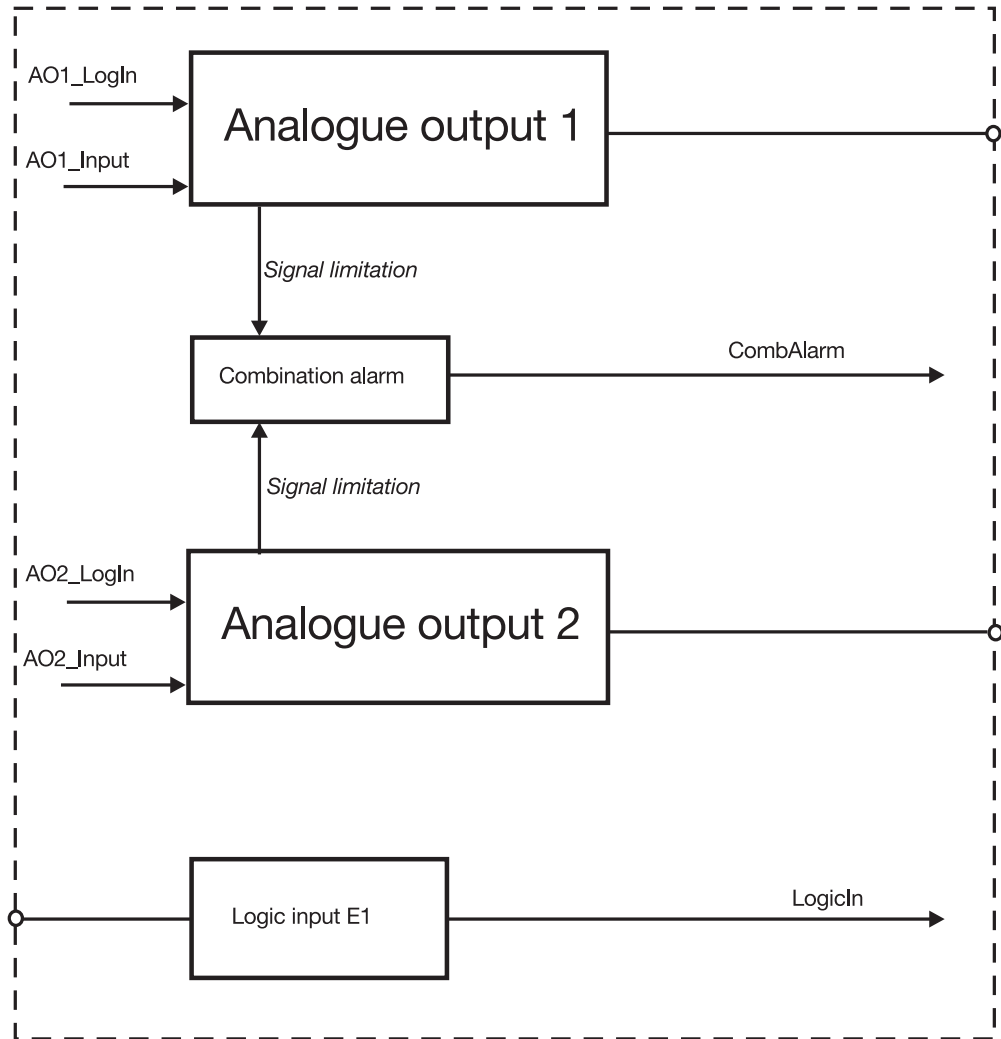 AO1_LogIn
Analogue output 1
AO1_Input
Signal limitation
CombAlarm
Combination alarm
Signal limitation
AO2_LogIn
Analogue output 2
AO2_Input
LogicIn
Logic input E1